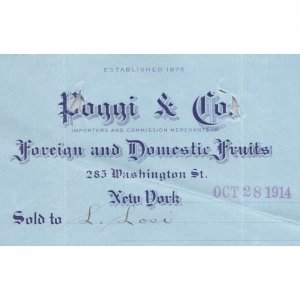 ESTABLISHED 1875
Poggi & Co.
IMPORTERS AND COMMISSION MERCHANTS IN
Foreign and Domestic Fruits
283 Washington St.
New York
OCT 28 1914
Sold to L. Losi